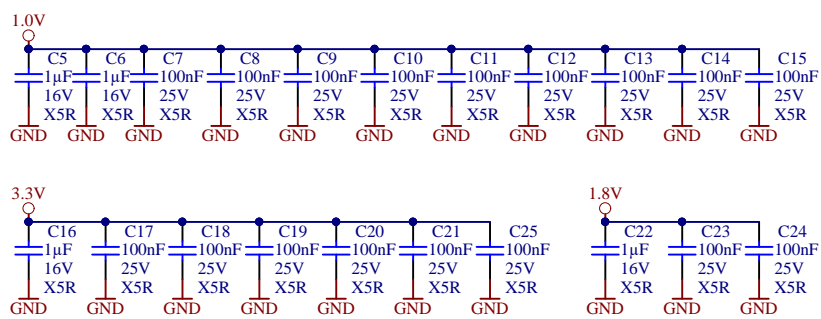 1.0V
C5 C6 C7 C8 C9 C10 C11 C12 C13 C14 C15
1µF 1µF 100nF 100nF 100nF 100nF 100nF 100nF 100nF 100nF 100nF
16V 16V 25V 25V 25V 25V 25V 25V 25V 25V 25V
X5R X5R X5R X5R X5R X5R X5R X5R X5R X5R X5R
GND GND GND GND GND GND GND GND GND GND GND
3.3V 1.8V
C16 C17 C18 C19 C20 C21 C25 C22 C23 C24
1µF 100nF 100nF 100nF 100nF 100nF 100nF 1µF 100nF 100nF
16V 25V 25V 25V 25V 25V 25V 16V 25V 25V
X5R X5R X5R X5R X5R X5R X5R X5R X5R X5R
GND GND GND GND GND GND GND GND GND GND